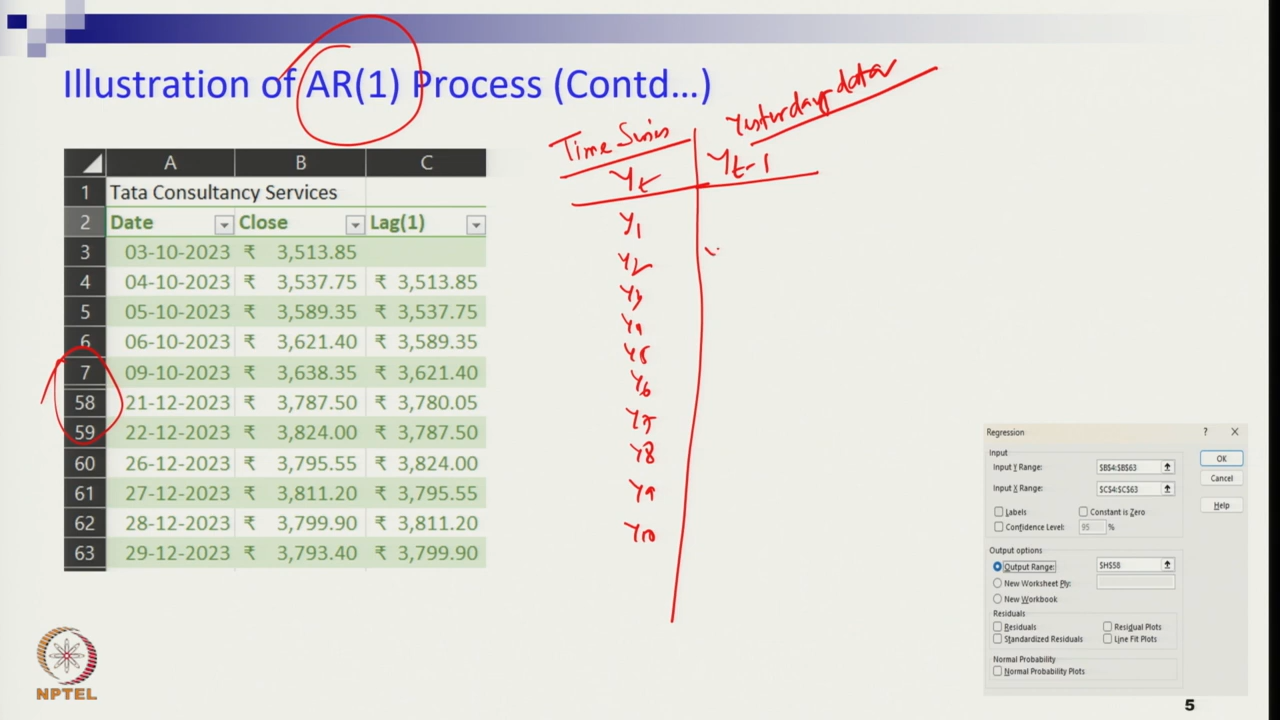 Illustration of AR(1) Process (Contd...)
Time Series
Yesterdays data
Yt
Yt-1
Y1
Y2
Y3
Y4
Y5
Y6
Y7
Y8
Y9
Y10
A B C
1 Tata Consultancy Services
2 Date Close Lag(1)
3 03-10-2023 ₹ 3,513.85
4 04-10-2023 ₹ 3,537.75 ₹ 3,513.85
5 05-10-2023 ₹ 3,589.35 ₹ 3,537.75
6 06-10-2023 ₹ 3,621.40 ₹ 3,589.35
7 09-10-2023 ₹ 3,638.35 ₹ 3,621.40
58 21-12-2023 ₹ 3,787.50 ₹ 3,780.05
59 22-12-2023 ₹ 3,824.00 ₹ 3,787.50
60 26-12-2023 ₹ 3,795.55 ₹ 3,824.00
61 27-12-2023 ₹ 3,811.20 ₹ 3,795.55
62 28-12-2023 ₹ 3,799.90 ₹ 3,811.20
63 29-12-2023 ₹ 3,793.40 ₹ 3,799.90
Regression ? X
Input
Input Y Range: $B$4:$B$63
Input X Range: $C$4:$C$63
Labels Constant is Zero
Confidence Level: 95 %
OK
Cancel
Help
Output options
Output Range: $H$58
New Worksheet Ply:
New Workbook
Residuals
Residuals Residual Plots
Standardized Residuals Line Fit Plots
Normal Probability
Normal Probability Plots
NPTEL
5